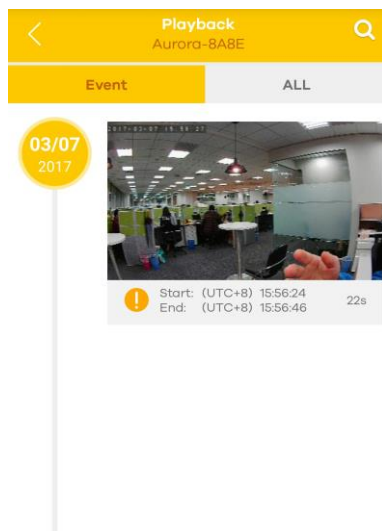 Playback
Aurora-8A8E
Event
ALL
03/07
2017
2017-03-07 15:56:27
Start: (UTC+8) 15:56:24
End: (UTC+8) 15:56:46
22s